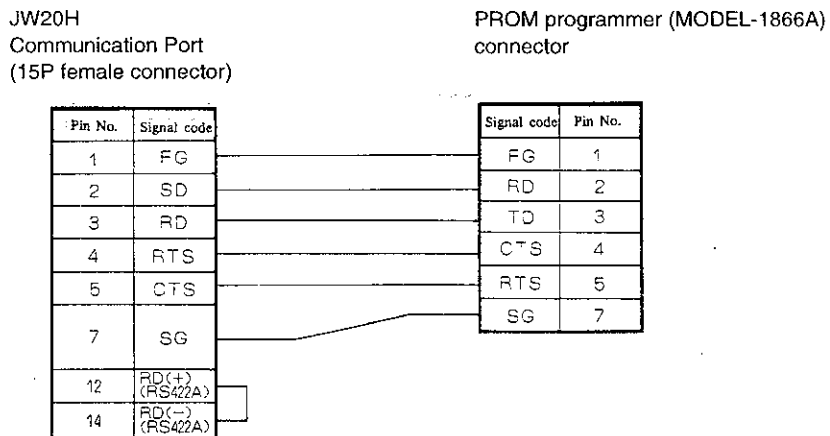 JW20H
Communication Port
(15P female connector)
PROM programmer (MODEL-1866A)
connector
Pin No. Signal code
1 FG
2 SD
3 RD
4 RTS
5 CTS
7 SG
12 RD(+) (RS422A)
14 RD(-) (RS422A)
Signal code Pin No.
FG 1
RD 2
TD 3
CTS 4
RTS 5
SG 7